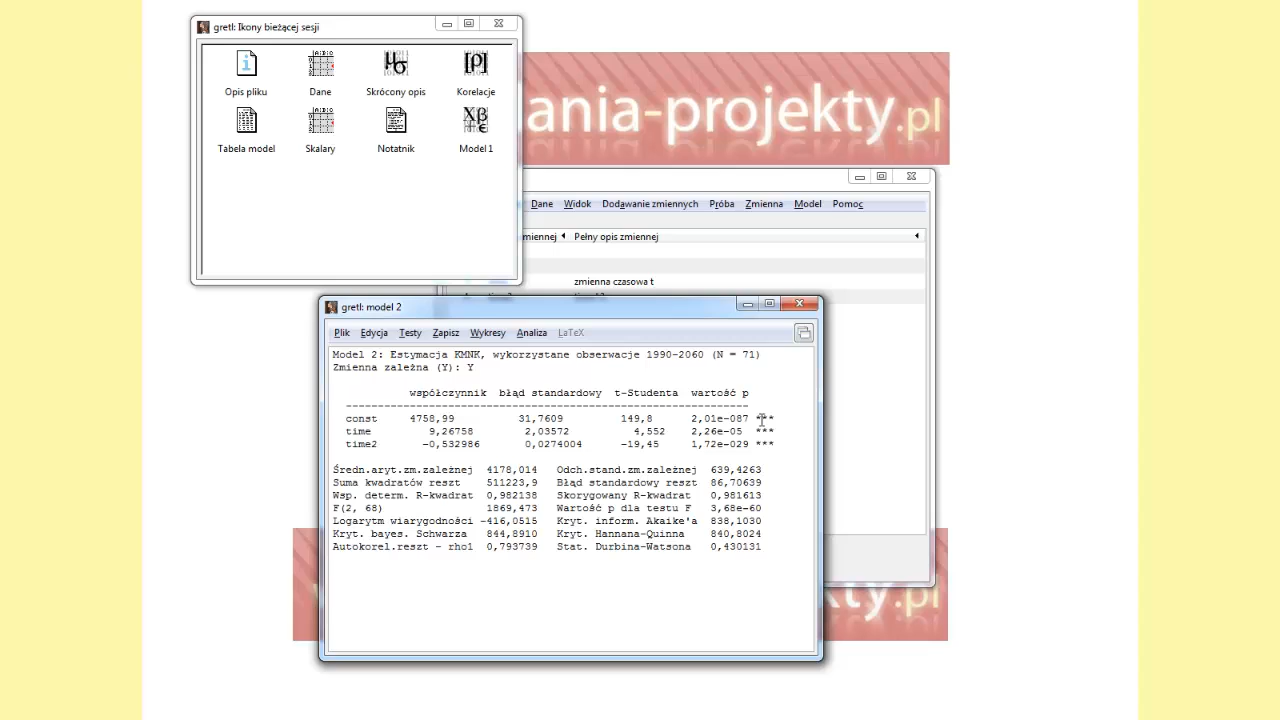 gretl: Ikony bieżącej sesji
Opis pliku
Dane
Skrócony opis
Korelacje
Tabela model
Skalary
Notatnik
Model 1
ania-projekty.pl
Dane Widok Dodawanie zmiennych Próba Zmienna Model Pomoc
miennej Pełny opis zmiennej
zmienna czasowa t
gretl: model 2
Plik Edycja Testy Zapisz Wykresy Analiza LaTeX
Model 2: Estymacja KMNK, wykorzystane obserwacje 1990-2060 (N = 71)
Zmienna zależna (Y): Y
współczynnik błąd standardowy t-Studenta wartość p
const 4758,99 31,7609 149,8 2,01e-087 ***
time 9,26758 2,03572 4,552 2,26e-05 ***
time2 -0,532986 0,0274004 -19,45 1,72e-029 ***
Średn.aryt.zm.zależnej 4178,014 Odch.stand.zm.zależnej 639,4263
Suma kwadratów reszt 511223,9 Błąd standardowy reszt 86,70639
Wsp. determ. R-kwadrat 0,982138 Skorygowany R-kwadrat 0,981613
F(2, 68) 1869,473 Wartość p dla testu F 3,68e-60
Logarytm wiarygodności -416,0515 Kryt. inform. Akaike'a 838,1030
Kryt. bayes. Schwarza 844,8910 Kryt. Hannana-Quinna 840,8024
Autokorel.reszt - rho1 0,793739 Stat. Durbina-Watsona 0,430131
kty.pl